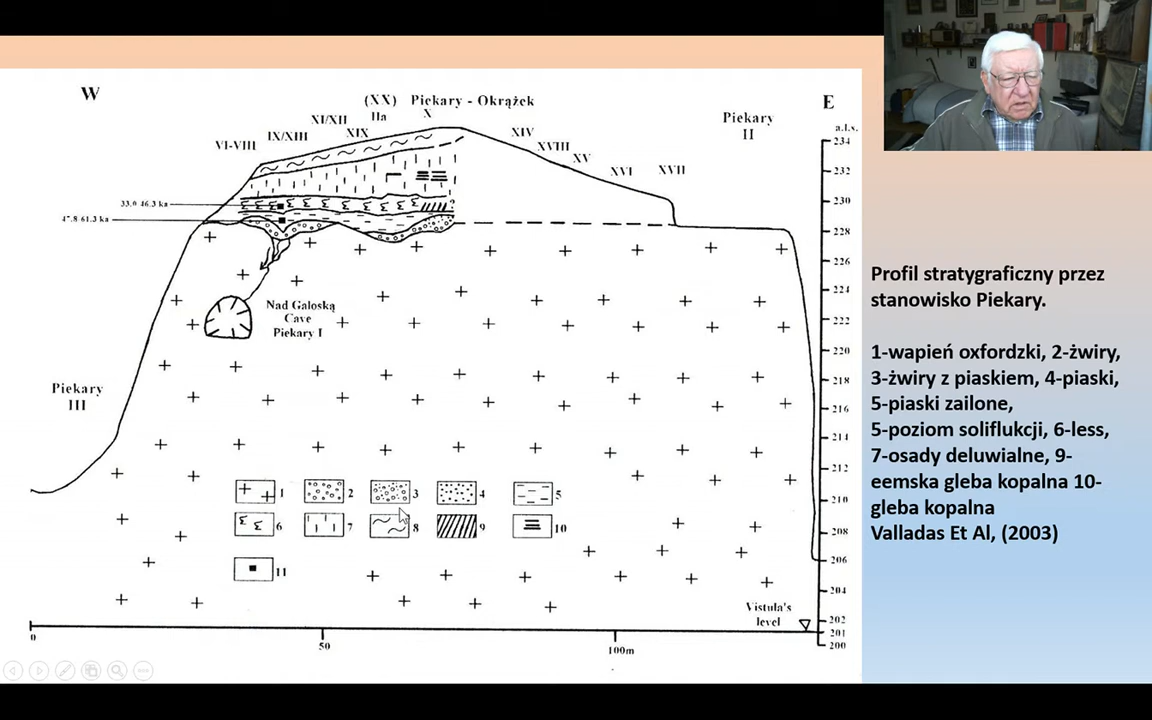 W
(XX) Piekary - Okrążek
E
XI/XII
IIa
X
Piekary
II
a.l.s.
VI-VIII
IX/XIII
XIX
XIV
XVIII
XV
XVI
XVII
33.0-46.3 ka
47.8-61.3 ka
?
234
232
230
228
226
224
222
220
218
216
214
212
210
208
206
204
202
201
200
Nad Galoską
Cave
Piekary I
Piekary
III
1 2 3 4 5
6 7 8 9 10
11
Vistula's
level
0
50
100m
Profil stratygraficzny przez
stanowisko Piekary.
1-wapień oxfordzki, 2-żwiry,
3-żwiry z piaskiem, 4-piaski,
5-piaski zailone,
5-poziom soliflukcji, 6-less,
7-osady deluwialne, 9-
eemska gleba kopalna 10-
gleba kopalna
Valladas Et Al, (2003)